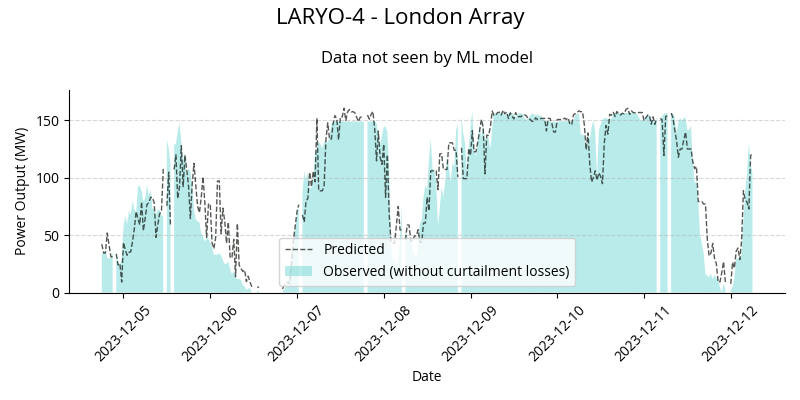 LARYO-4 - London Array
Data not seen by ML model
Power Output (MW)
150
100
50
0
Predicted
Observed (without curtailment losses)
2023-12-05
2023-12-06
2023-12-07
2023-12-08
2023-12-09
2023-12-10
2023-12-11
2023-12-12
Date